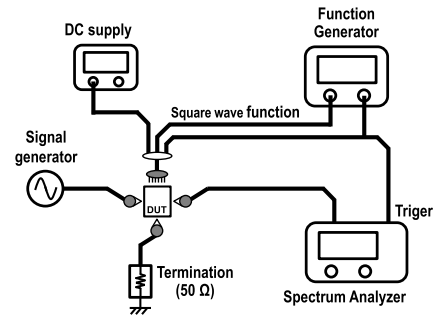 DC supply
Function
Generator
Square wave function
Signal
generator
DUT
Triger
Termination
(50 Ω)
Spectrum Analyzer